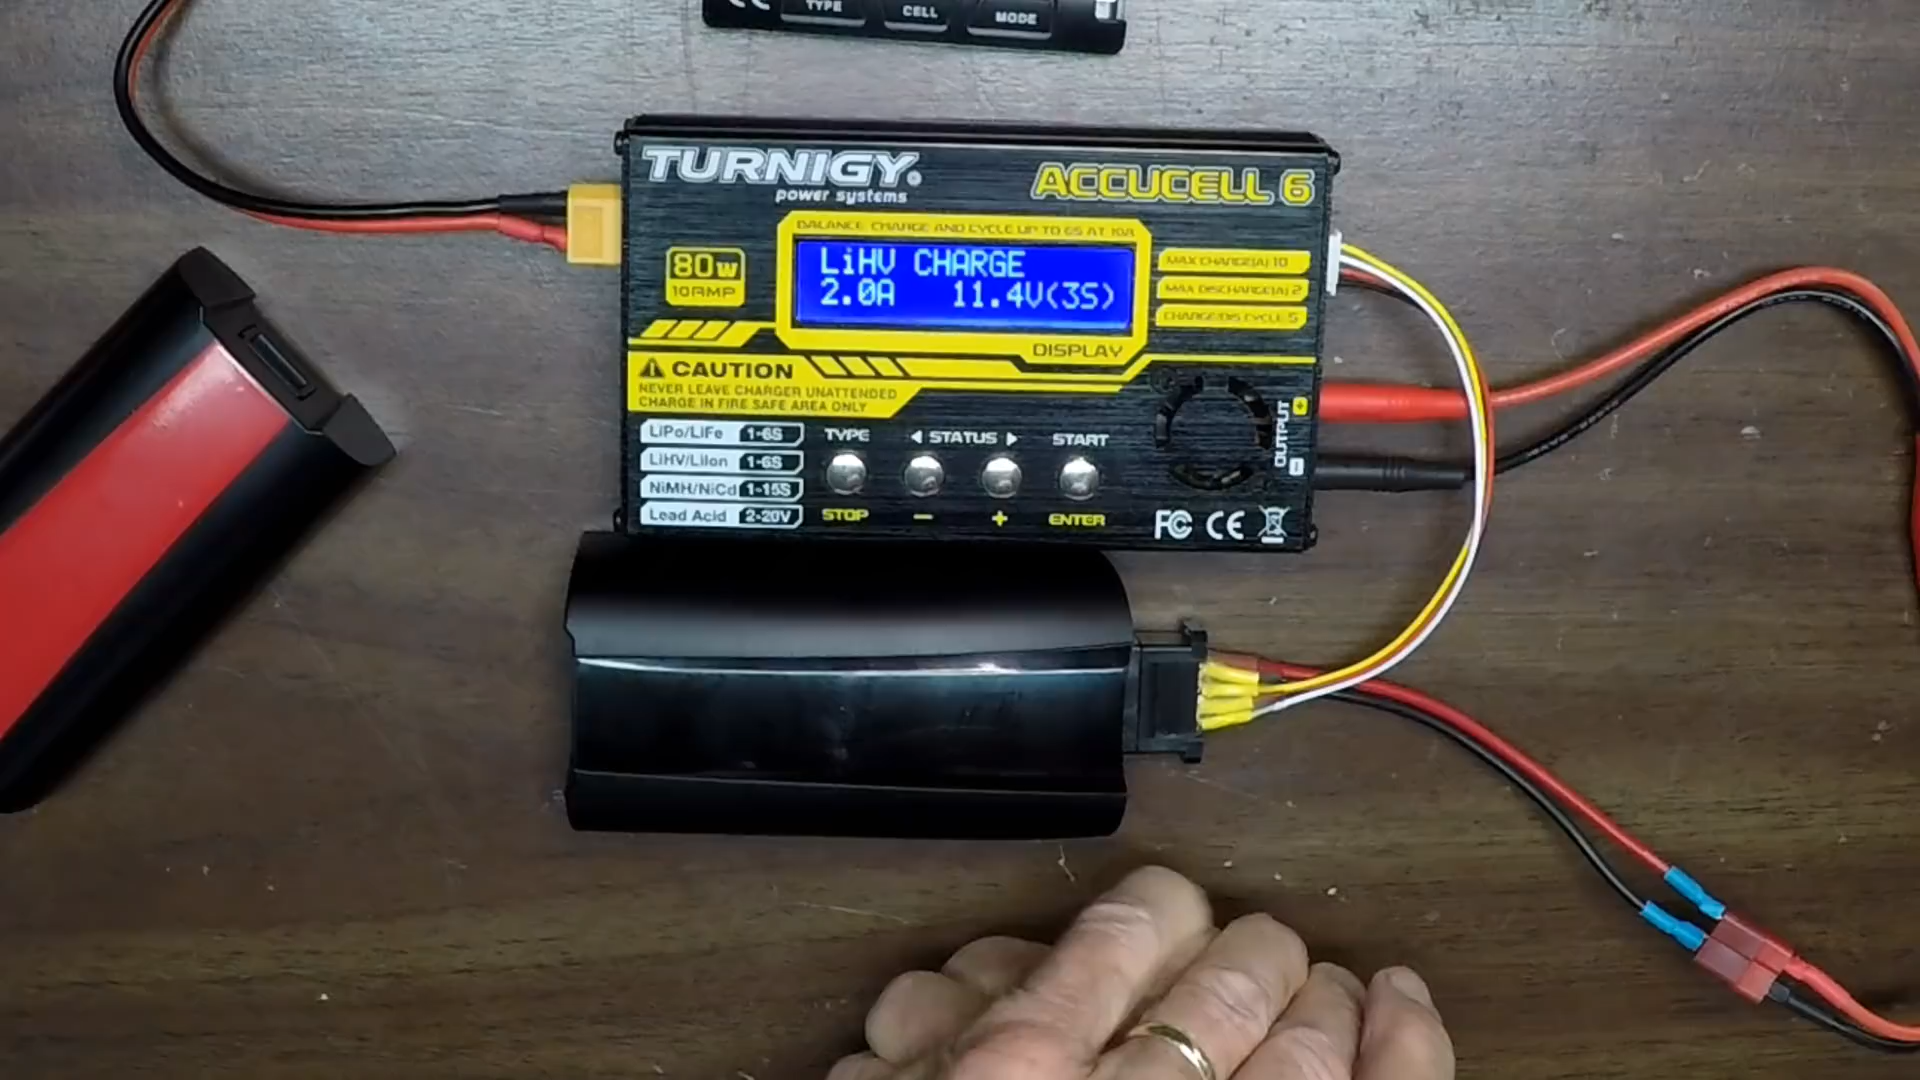 CE TYPE CELL MODE
TURNIGY
power systems
ACCUCELL 6
BALANCE CHARGE AND CYCLE UP TO 6S AT 10A
80W
10AMP
LiHV CHARGE
2.0A 11.4V(3S)
MAX CHARGE(A) 10
MAX DISCHARGE(A) 2
CHARGE/DIS CYCLE 5
DISPLAY
CAUTION
NEVER LEAVE CHARGER UNATTENDED
CHARGE IN FIRE SAFE AREA ONLY
LiPo/LiFe 1-6S
LiHV/LiIon 1-6S
NiMH/NiCd 1-15S
Lead Acid 2-20V
TYPE ◀ STATUS ▶ START
STOP − + ENTER
OUTPUT
+
-
FC CE